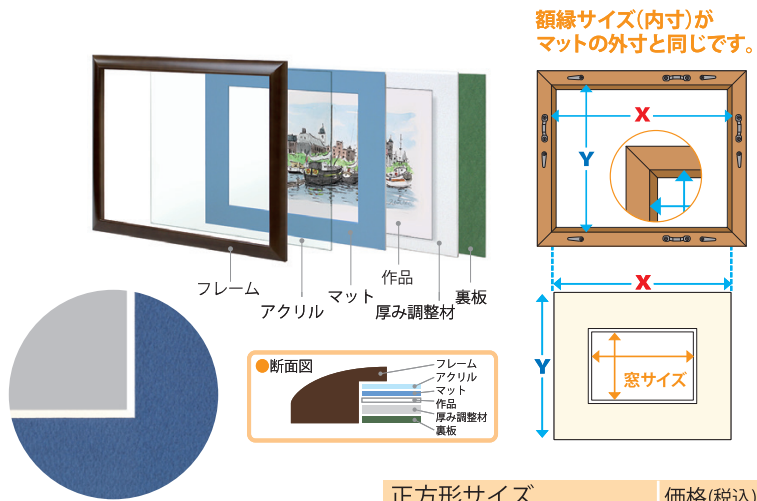 額縁サイズ(内寸)が
マットの外寸と同じです。
X
Y
フレーム
アクリル
マット
作品
厚み調整材
裏板
X
Y
窓サイズ
●断面図
フレーム
アクリル
マット
作品
厚み調整材
裏板
正方形サイズ
価格(税込)